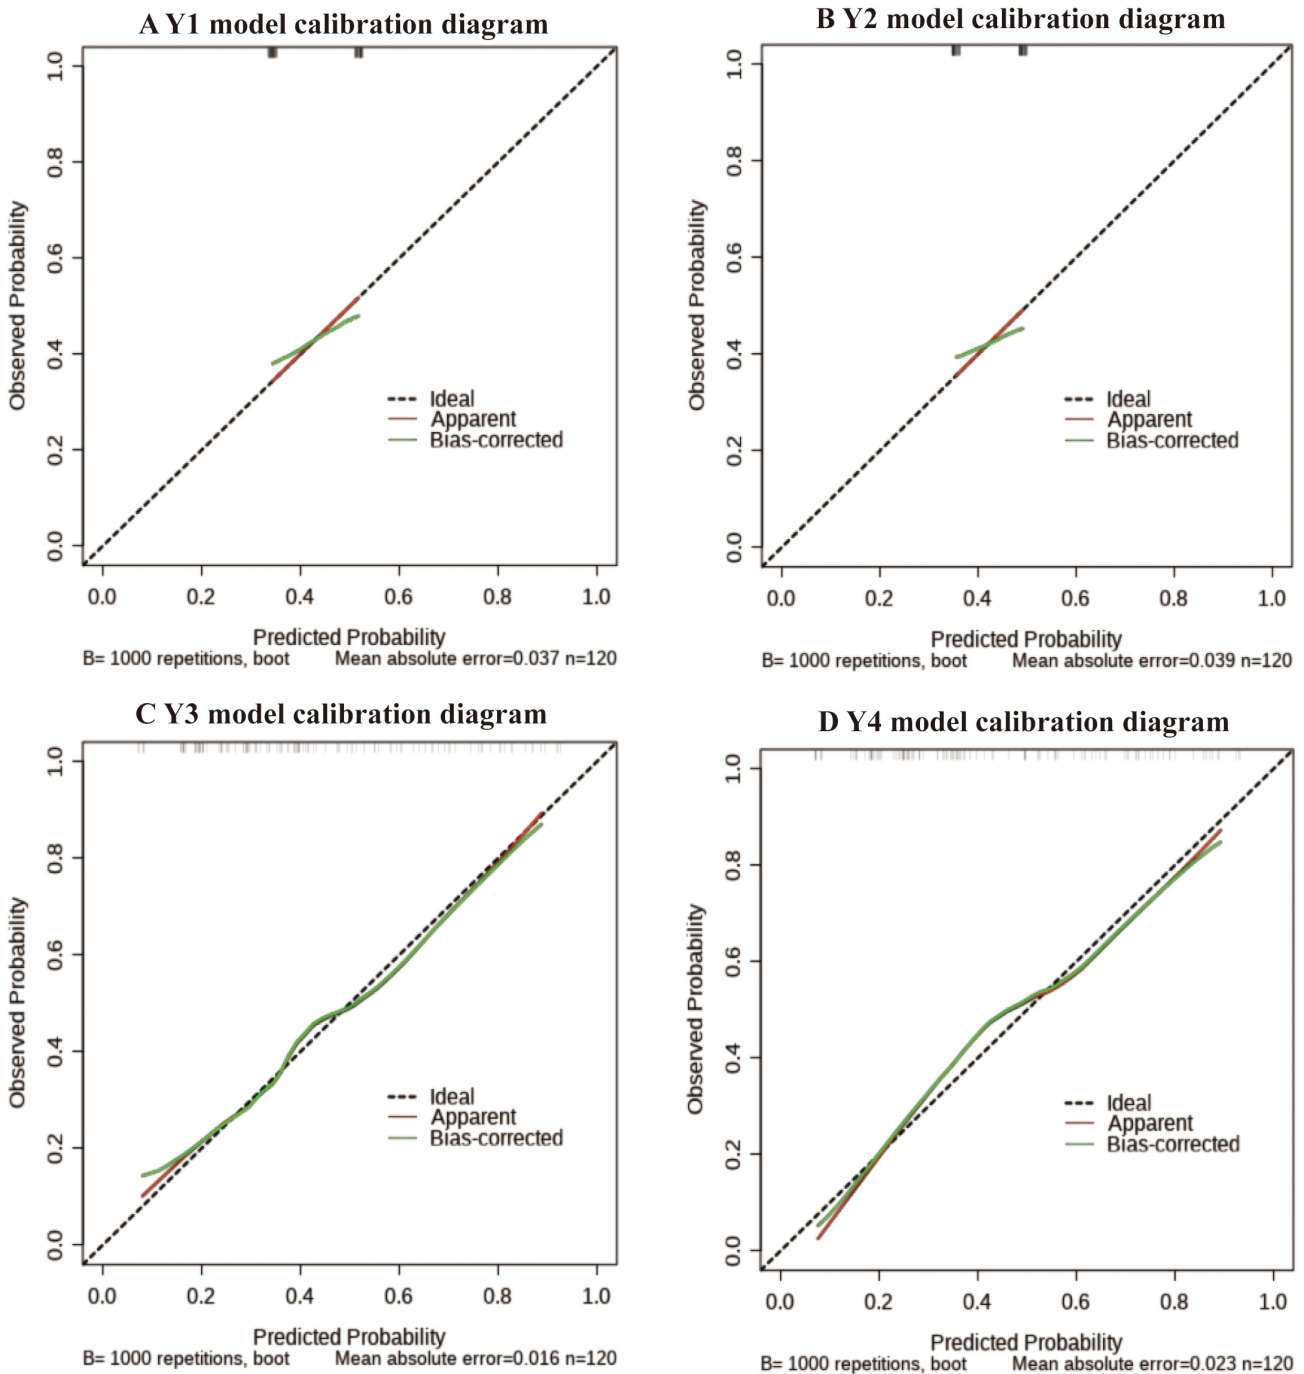 A Y1 model calibration diagram
1.0
0.8
0.6
0.4
0.2
0.0
Observed Probability
Ideal
Apparent
Bias-corrected
0.0 0.2 0.4 0.6 0.8 1.0
Predicted Probability
B= 1000 repetitions, boot Mean absolute error=0.037 n=120
B Y2 model calibration diagram
1.0
0.8
0.6
0.4
0.2
0.0
Observed Probability
Ideal
Apparent
Bias-corrected
0.0 0.2 0.4 0.6 0.8 1.0
Predicted Probability
B= 1000 repetitions, boot Mean absolute error=0.039 n=120
C Y3 model calibration diagram
1.0
0.8
0.6
0.4
0.2
0.0
Observed Probability
Ideal
Apparent
Bias-corrected
0.0 0.2 0.4 0.6 0.8 1.0
Predicted Probability
B= 1000 repetitions, boot Mean absolute error=0.016 n=120
D Y4 model calibration diagram
1.0
0.8
0.6
0.4
0.2
0.0
Observed Probability
Ideal
Apparent
Bias-corrected
0.0 0.2 0.4 0.6 0.8 1.0
Predicted Probability
B= 1000 repetitions, boot Mean absolute error=0.023 n=120